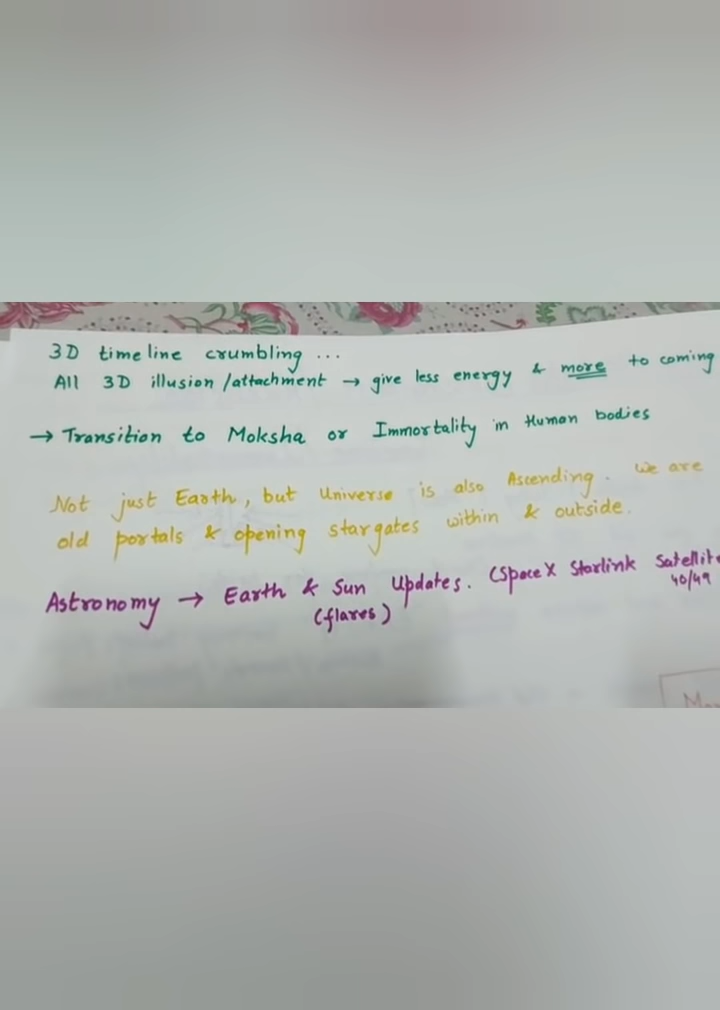 3D timeline crumbling ...
All 3D illusion/attachment → give less energy & more to coming
→ Transition to Moksha or Immortality in Human bodies
Not just Earth, but Universe is also Ascending. We are
old portals & opening stargates within & outside.
Astronomy → Earth & Sun Updates. (SpaceX Starlink Satellite
(flares) 40/49